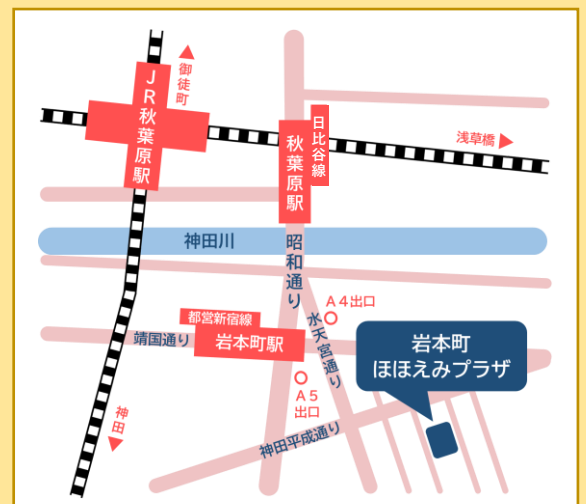 御徒町
JR秋葉原駅
日比谷線
秋葉原駅
浅草橋
神田川
昭和通り
A4出口
都営新宿線
水天宮通り
靖国通り
岩本町駅
岩本町
ほほえみプラザ
A5
出口
神田
神田平成通り